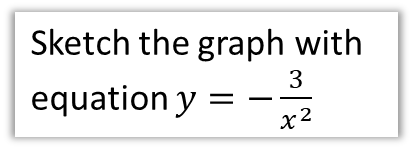 Sketch the graph with
equation y = − 3/x²